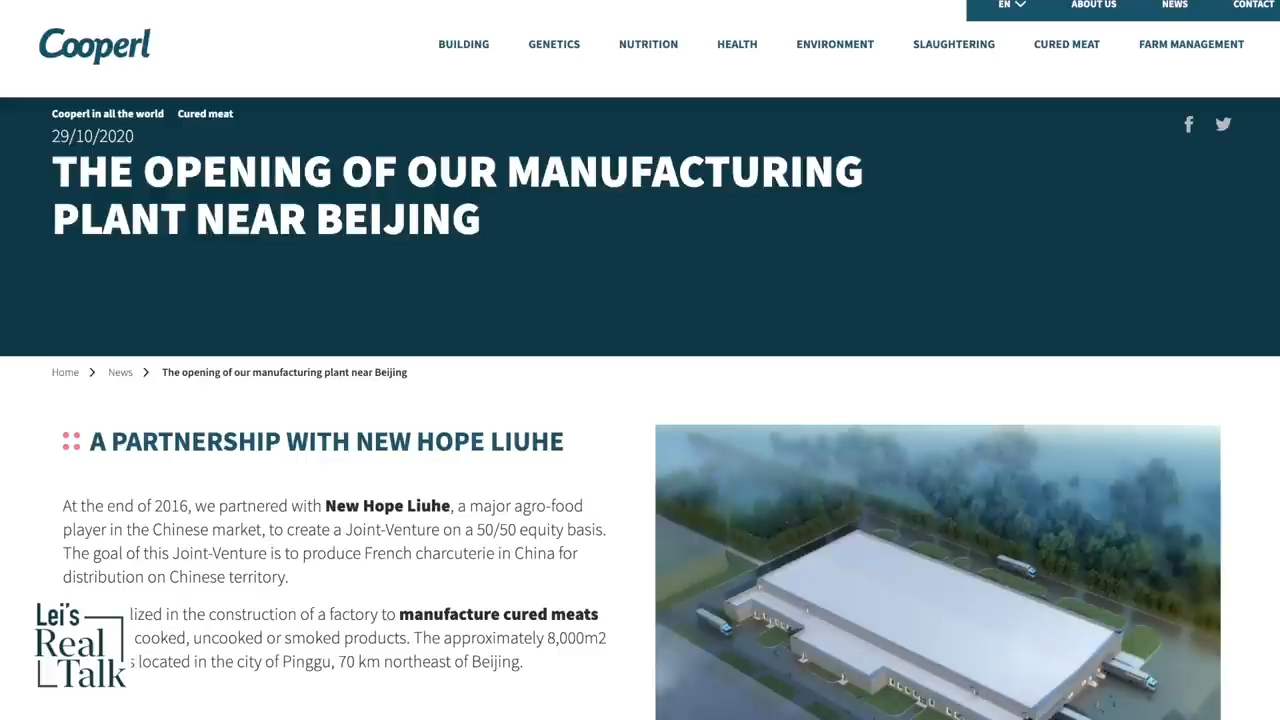 EN
ABOUT US
NEWS
CONTACT
Cooperl
BUILDING
GENETICS
NUTRITION
HEALTH
ENVIRONMENT
SLAUGHTERING
CURED MEAT
FARM MANAGEMENT
Cooperl in all the world Cured meat
29/10/2020
THE OPENING OF OUR MANUFACTURING
PLANT NEAR BEIJING
Home > News > The opening of our manufacturing plant near Beijing
A PARTNERSHIP WITH NEW HOPE LIUHE
At the end of 2016, we partnered with New Hope Liuhe, a major agro-food
player in the Chinese market, to create a Joint-Venture on a 50/50 equity basis.
The goal of this Joint-Venture is to produce French charcuterie in China for
distribution on Chinese territory.
lized in the construction of a factory to manufacture cured meats
cooked, uncooked or smoked products. The approximately 8,000m2
located in the city of Pinggu, 70 km northeast of Beijing.
Lei's
Real
Talk